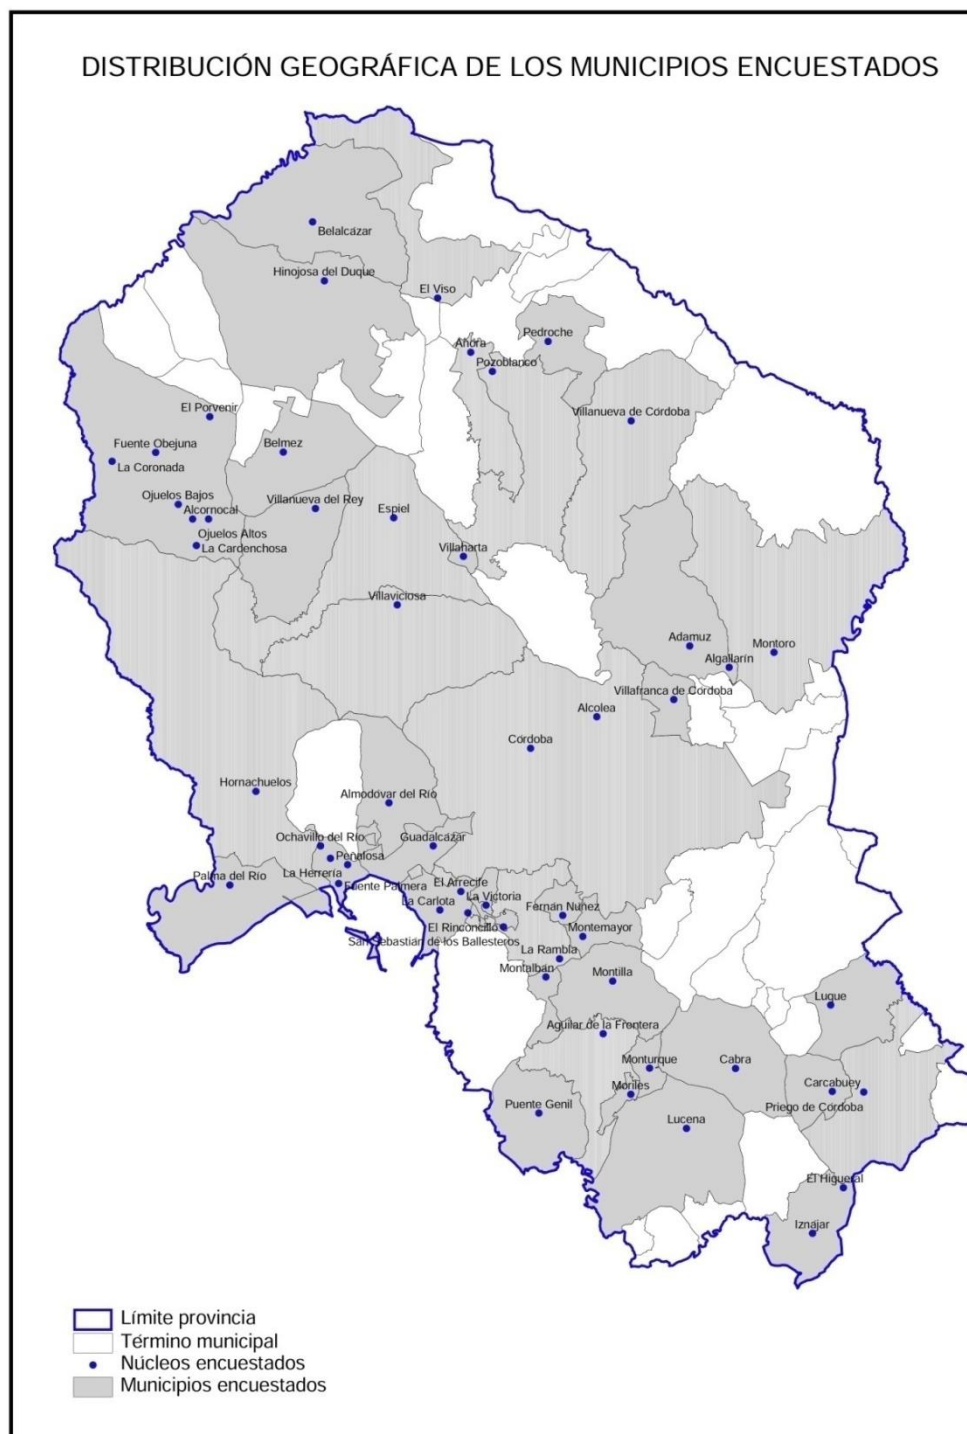 DISTRIBUCIÓN GEOGRÁFICA DE LOS MUNICIPIOS ENCUESTADOS
Belalcázar
Hinojosa del Duque
El Viso
Pedroche
Añora
Pozoblanco
El Porvenir
Villanueva de Córdoba
Fuente Obejuna
Belmez
La Coronada
Ojuelos Bajos
Villanueva del Rey
Alcornocal
Espiel
Ojuelos Altos
La Cardenchosa
Villaharta
Villaviciosa
Adamuz
Montoro
Algallarín
Villafranca de Córdoba
Alcolea
Córdoba
Hornachuelos
Almodóvar del Río
Ochavillo del Río
Guadalcázar
Peñalosa
La Herrería
Palma del Río
Fuente Palmera
El Arrecife
La Victoria
La Carlota
Fernán Núñez
El Rinconcillo
Montemayor
San Sebastián de los Ballesteros
La Rambla
Montalbán
Montilla
Luque
Aguilar de la Frontera
Monturque
Cabra
Moriles
Carcabuey
Puente Genil
Priego de Córdoba
Lucena
El Higueral
Iznájar
Límite provincia
Término municipal
Núcleos encuestados
Municipios encuestados